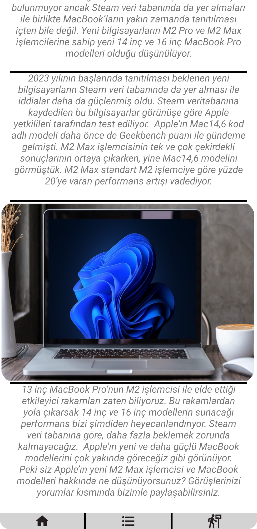 bulunmuyor ancak Steam veri tabanında da yer almaları
ile birlikte MacBook'ların yakın zamanda tanıtılması
içten bile değil. Yeni bilgisayarların M2 Pro ve M2 Max
işlemcilerine sahip yeni 14 inç ve 16 inç MacBook Pro
modelleri olduğu düşünülüyor.
2023 yılının başlarında tanıtılması beklenen yeni
bilgisayarların Steam veri tabanında da yer alması ile
iddialar daha da güçlenmiş oldu. Steam veritabanına
kaydedilen bu bilgisayarlar görünüşe göre Apple
yetkilileri tarafından test ediliyor. Apple'ın Mac14,6 kod
adlı modeli daha önce de Geekbench puanı ile gündeme
gelmişti. M2 Max işlemcisinin tek ve çok çekirdekli
sonuçlarının ortaya çıkarken, yine Mac14,6 modelini
görmüştük. M2 Max standart M2 işlemciye göre yüzde
20'ye varan performans artışı vadediyor.
13 inç MacBook Pro'nun M2 işlemcisi ile elde ettiği
etkileyici rakamları zaten biliyoruz. Bu rakamlardan
yola çıkarsak 14 inç ve 16 inç modellerin sunacağı
performans bizi şimdiden heyecanlandırıyor. Steam
veri tabanına göre, daha fazla beklemek zorunda
kalmayacağız. Apple'ın yeni ve daha güçlü MacBook
modellerini çok yakında göreceğiz gibi görünüyor.
Peki siz Apple'ın yeni M2 Max işlemcisi ve MacBook
modelleri hakkında ne düşünüyorsunuz? Görüşlerinizi
yorumlar kısmında bizimle paylaşabilirsiniz.